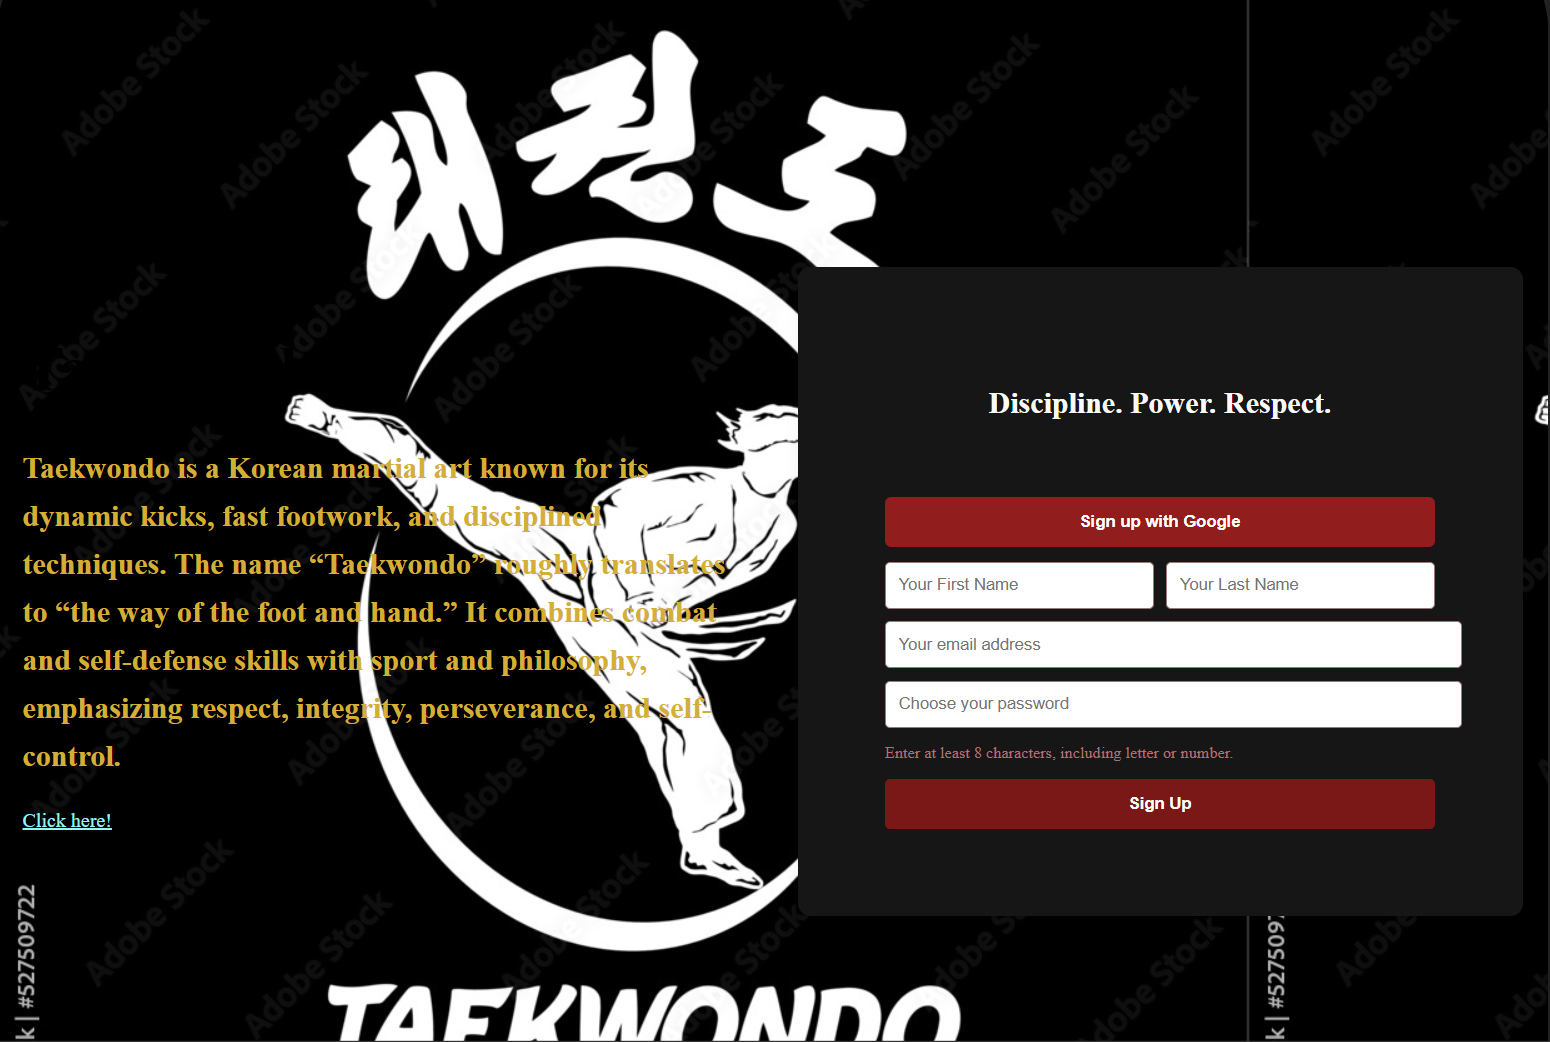 태권도
Discipline. Power. Respect.
Taekwondo is a Korean martial art known for its
dynamic kicks, fast footwork, and disciplined
techniques. The name “Taekwondo” roughly translates
to “the way of the foot and hand.” It combines combat
and self-defense skills with sport and philosophy,
emphasizing respect, integrity, perseverance, and self-
control.
Click here!
Sign up with Google
Your First Name
Your Last Name
Your email address
Choose your password
Enter at least 8 characters, including letter or number.
Sign Up
TAEKWONDO
Adobe Stock
k | #527509722
k | #527509